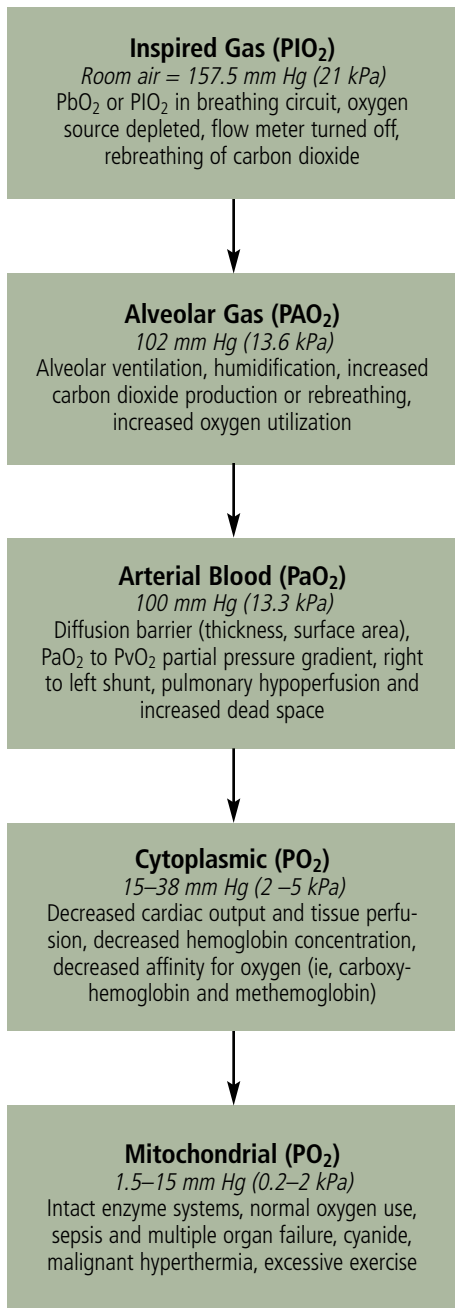 Inspired Gas (PIO₂)
Room air = 157.5 mm Hg (21 kPa)
PbO₂ or PIO₂ in breathing circuit, oxygen
source depleted, flow meter turned off,
rebreathing of carbon dioxide
Alveolar Gas (PAO₂)
102 mm Hg (13.6 kPa)
Alveolar ventilation, humidification, increased
carbon dioxide production or rebreathing,
increased oxygen utilization
Arterial Blood (PaO₂)
100 mm Hg (13.3 kPa)
Diffusion barrier (thickness, surface area),
PaO₂ to PvO₂ partial pressure gradient, right
to left shunt, pulmonary hypoperfusion and
increased dead space
Cytoplasmic (PO₂)
15–38 mm Hg (2 –5 kPa)
Decreased cardiac output and tissue perfu-
sion, decreased hemoglobin concentration,
decreased affinity for oxygen (ie, carboxy-
hemoglobin and methemoglobin)
Mitochondrial (PO₂)
1.5–15 mm Hg (0.2–2 kPa)
Intact enzyme systems, normal oxygen use,
sepsis and multiple organ failure, cyanide,
malignant hyperthermia, excessive exercise